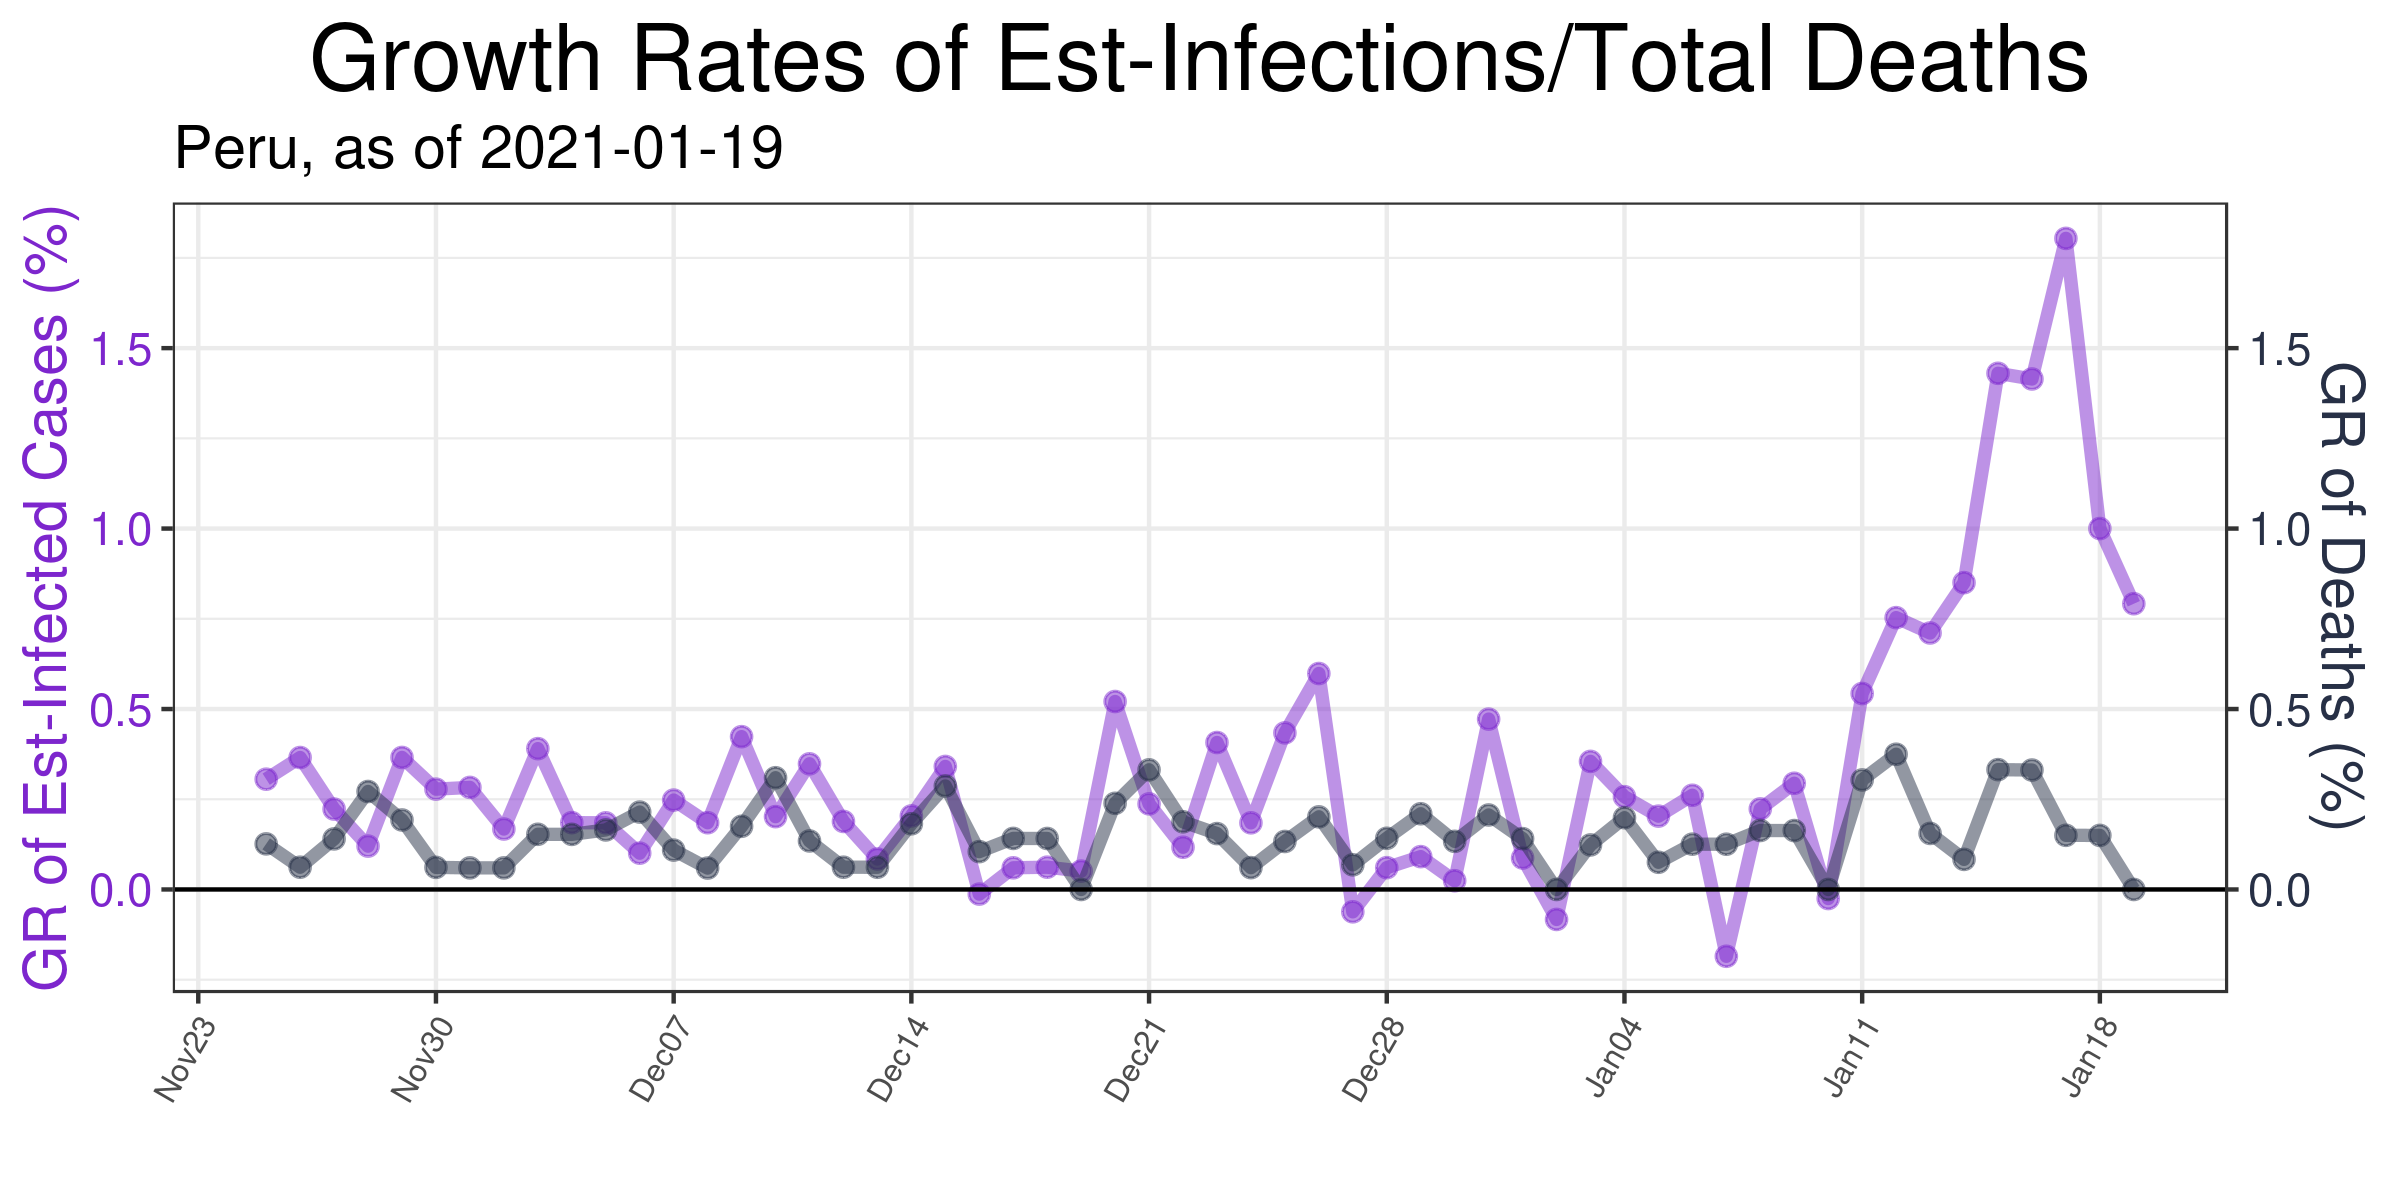 Growth Rates of Est-Infections/Total Deaths
Peru, as of 2021-01-19
GR of Est-Infected Cases (%)
1.5
1.0
0.5
0.0
1.5
1.0
0.5
0.0
GR of Deaths (%)
Nov23
Nov30
Dec07
Dec14
Dec21
Dec28
Jan04
Jan11
Jan18